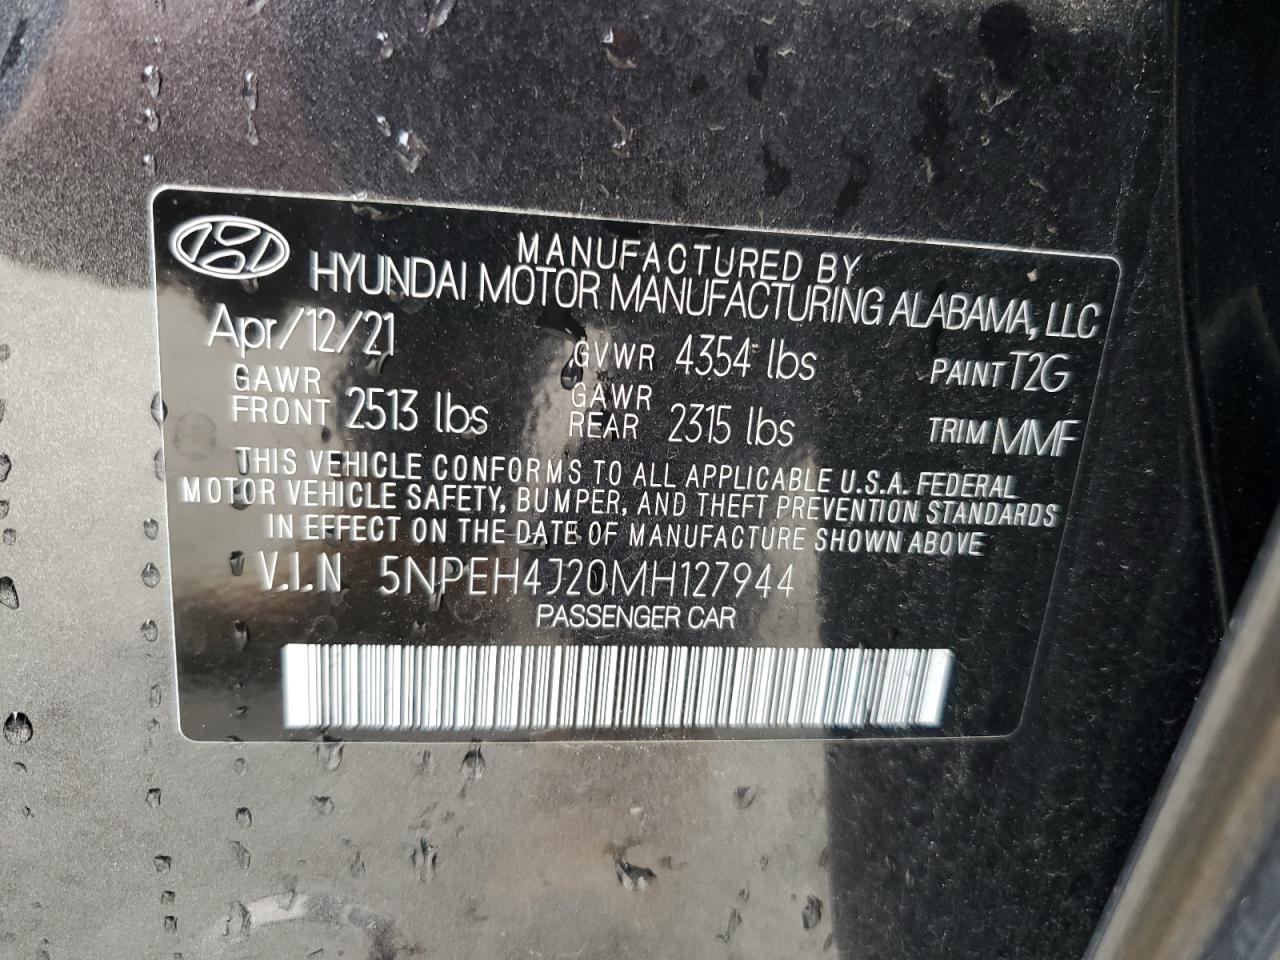 MANUFACTURED BY
HYUNDAI MOTOR MANUFACTURING ALABAMA, LLC
Apr/12/21 GVWR 4354 lbs PAINT T2G
GAWR FRONT 2513 lbs GAWR REAR 2315 lbs TRIM MMF
THIS VEHICLE CONFORMS TO ALL APPLICABLE U.S.A. FEDERAL
MOTOR VEHICLE SAFETY, BUMPER, AND THEFT PREVENTION STANDARDS
IN EFFECT ON THE DATE OF MANUFACTURE SHOWN ABOVE
V.I.N 5NPEH4J20MH127944
PASSENGER CAR